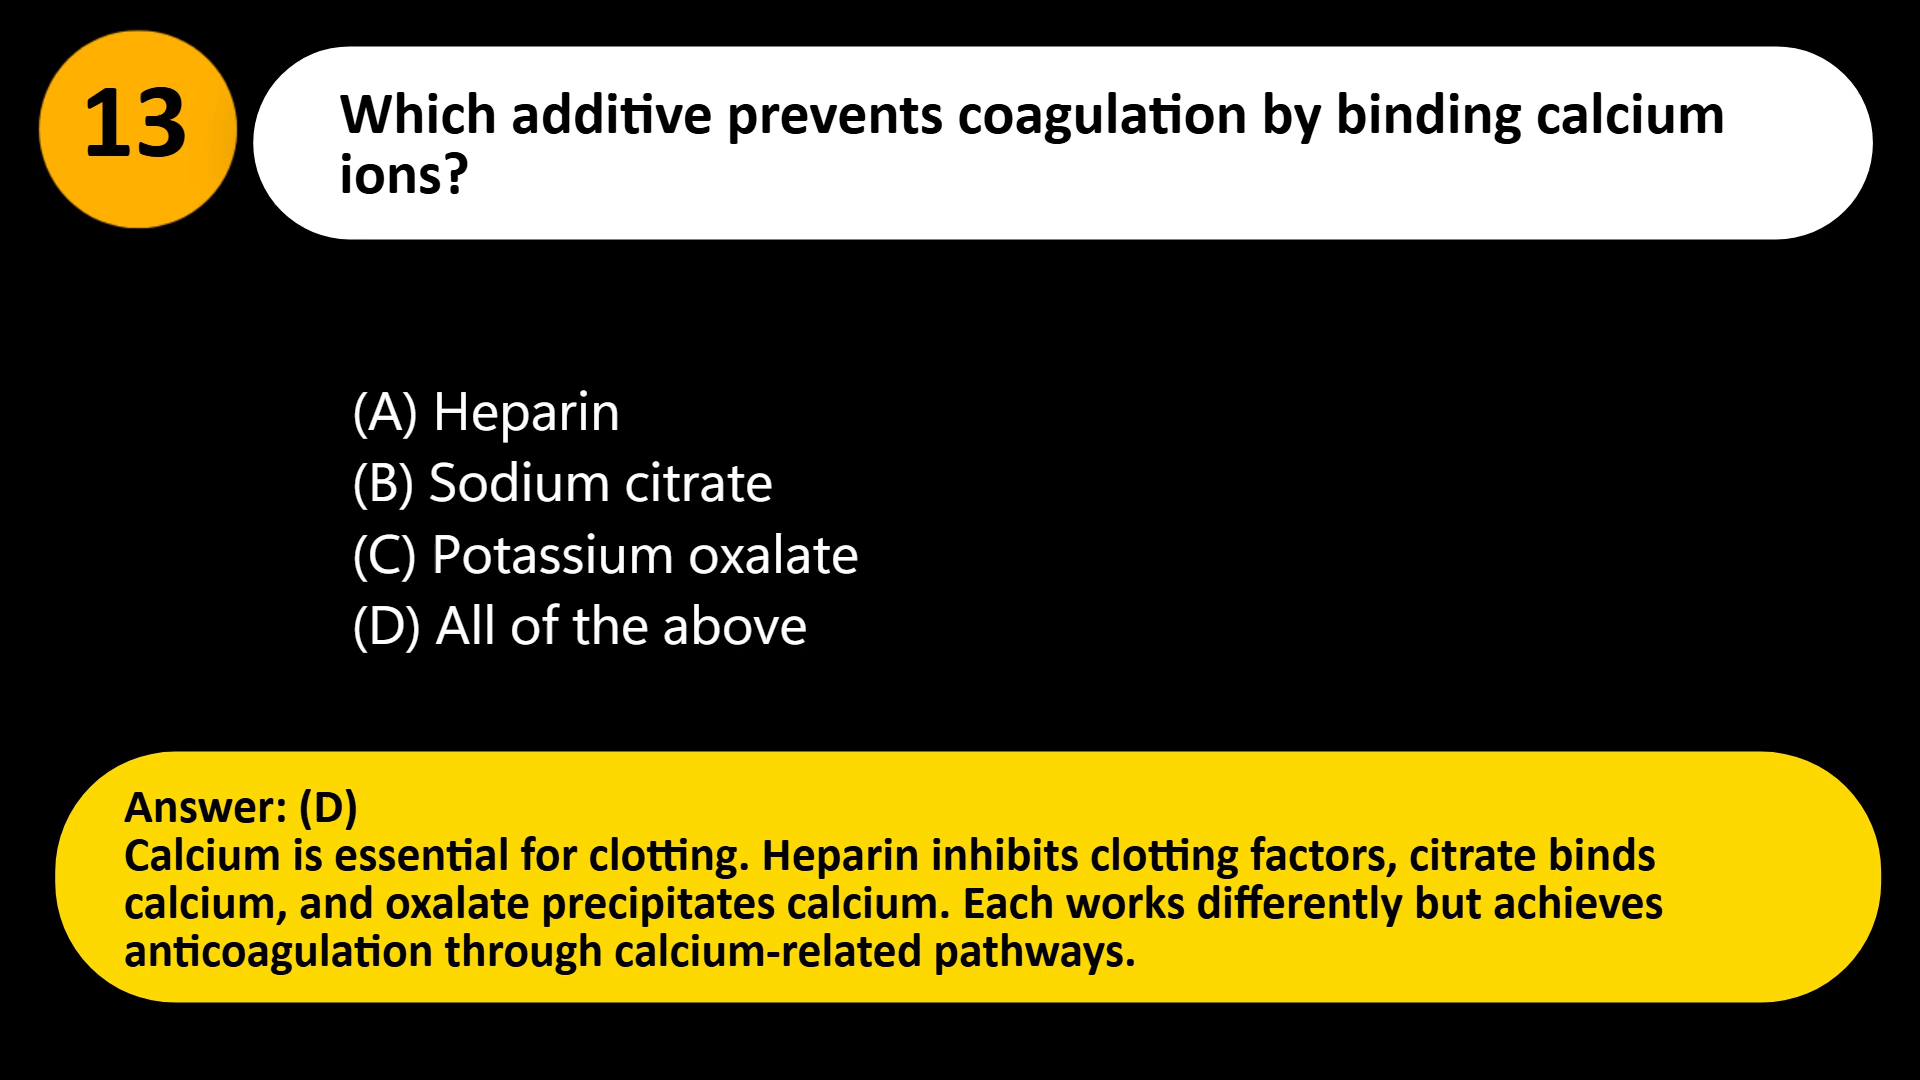 13
Which additive prevents coagulation by binding calcium
ions?
(A) Heparin
(B) Sodium citrate
(C) Potassium oxalate
(D) All of the above
Answer: (D)
Calcium is essential for clotting. Heparin inhibits clotting factors, citrate binds
calcium, and oxalate precipitates calcium. Each works differently but achieves
anticoagulation through calcium-related pathways.